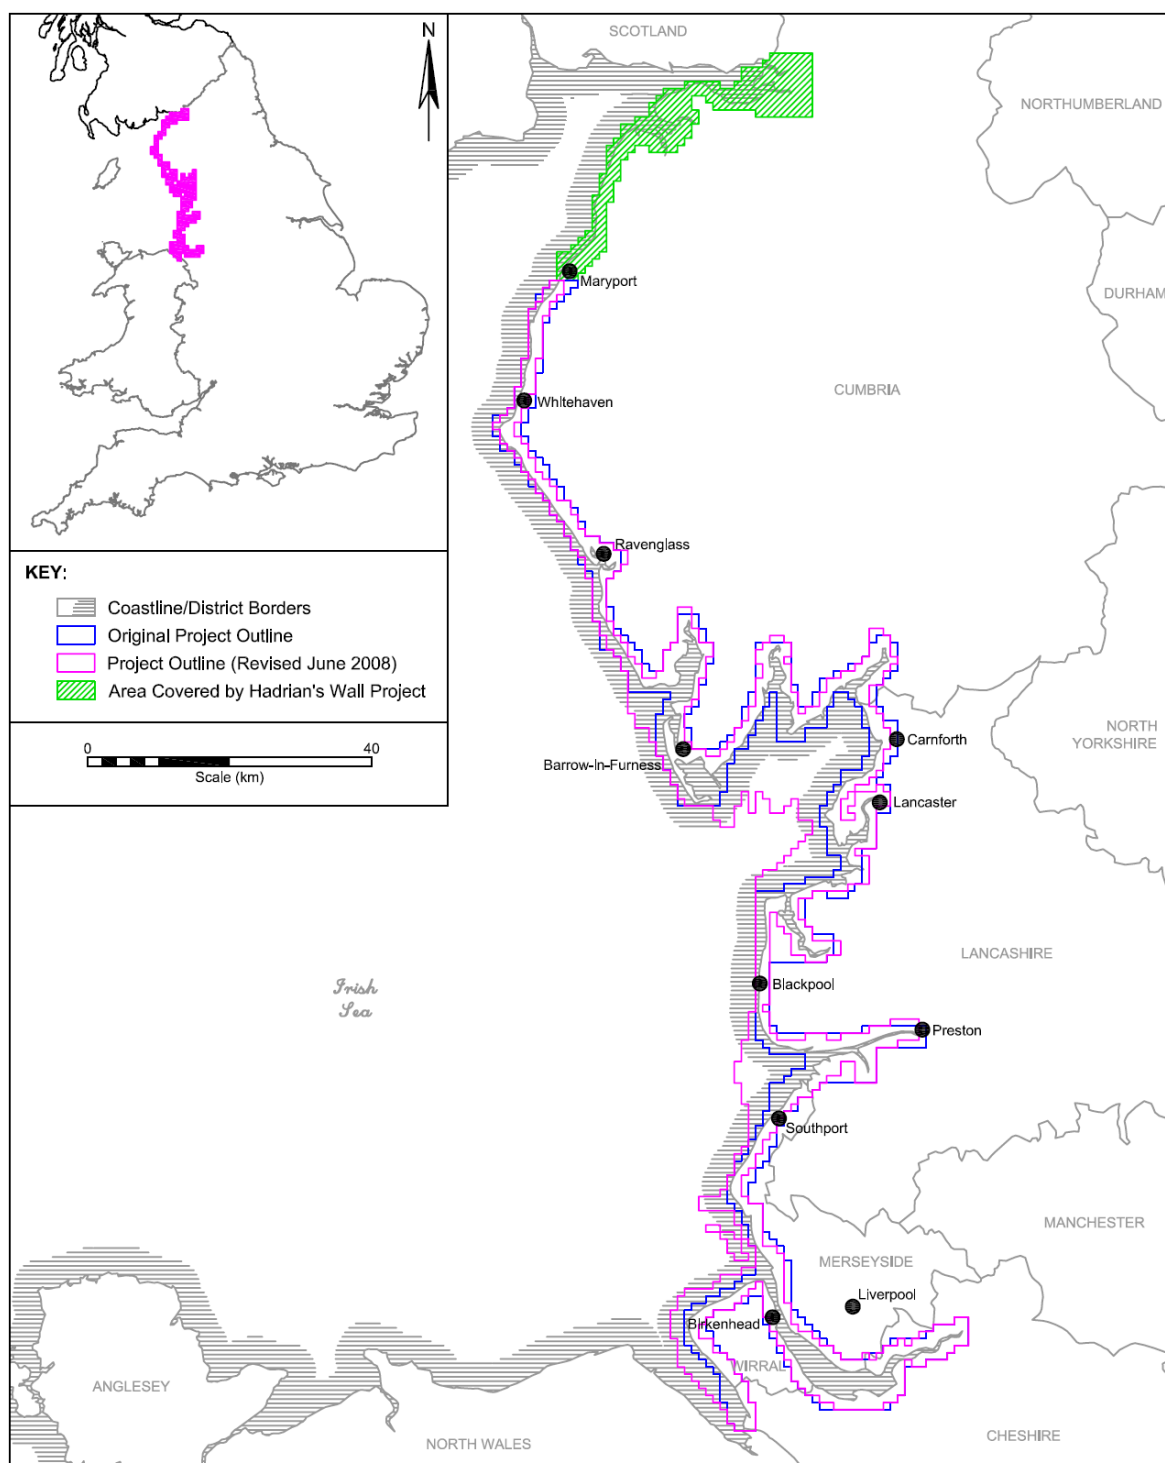 N
SCOTLAND
NORTHUMBERLAND
DURHAM
Maryport
CUMBRIA
Whitehaven
Ravenglass
KEY:
Coastline/District Borders
Original Project Outline
Project Outline (Revised June 2008)
Area Covered by Hadrian's Wall Project
0 40
Scale (km)
NORTH
YORKSHIRE
Carnforth
Barrow-in-Furness
Lancaster
LANCASHIRE
Irish
Sea
Blackpool
Preston
Southport
MANCHESTER
MERSEYSIDE
Liverpool
Birkenhead
WIRRAL
ANGLESEY
NORTH WALES
CHESHIRE